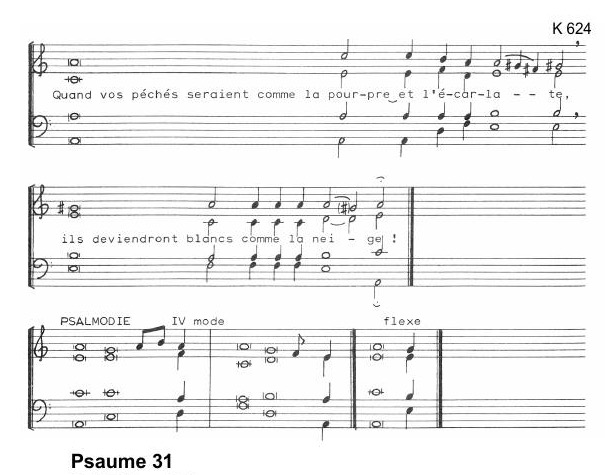 K 624
Quand vos péchés seraient comme la pour-pre‿et l'é-car-la - - te,
ils deviendront blancs comme la nei - ge !
PSALMODIE IV mode flexe
Psaume 31